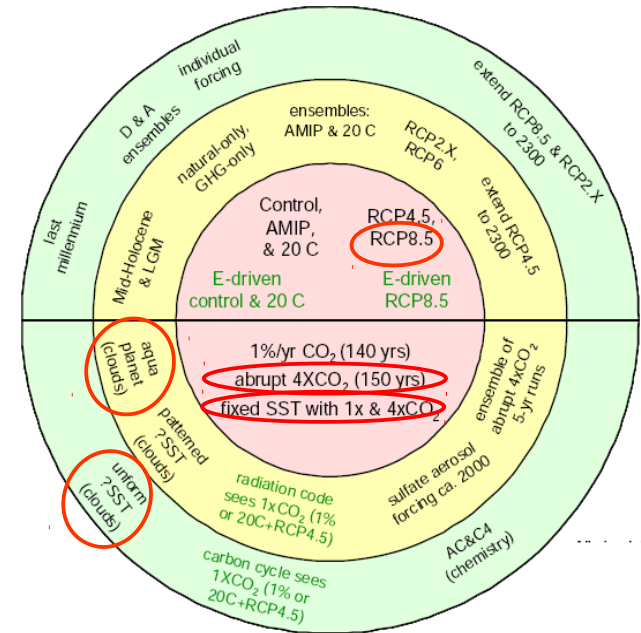 individual
forcing
D & A
ensembles
last
millennium
extend RCP8.5 & RCP2.X
to 2300
natural-only,
GHG-only
Mid-Holocene
& LGM
ensembles:
AMIP & 20 C
RCP2.X,
RCP6
extend RCP4.5
to 2300
Control,
AMIP,
& 20 C
RCP4.5,
RCP8.5
E-driven
control & 20 C
E-driven
RCP8.5
1%/yr CO₂ (140 yrs)
abrupt 4XCO₂ (150 yrs)
fixed SST with 1x & 4xCO₂
aqua
planet
(clouds)
patterned
? SST
(clouds)
unform
? SST
(clouds)
radiation code
sees 1xCO₂ (1%
or 20C+RCP4.5)
carbon cycle sees
1XCO₂ (1% or
20C+RCP4.5)
sulfate aerosol
forcing ca. 2000
ensemble of
abrupt 4xCO₂
5-yr runs
AC&C4
(chemistry)